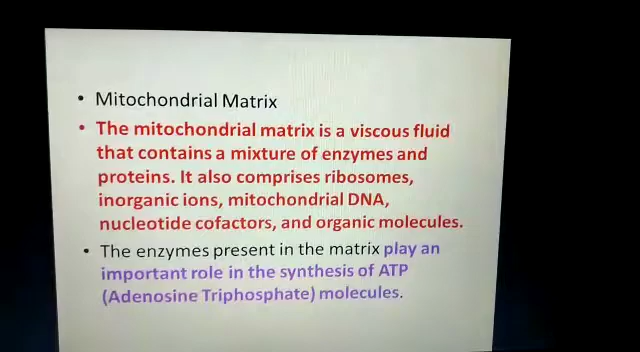 • Mitochondrial Matrix
• The mitochondrial matrix is a viscous fluid
that contains a mixture of enzymes and
proteins. It also comprises ribosomes,
inorganic ions, mitochondrial DNA,
nucleotide cofactors, and organic molecules.
• The enzymes present in the matrix play an
important role in the synthesis of ATP
(Adenosine Triphosphate) molecules.